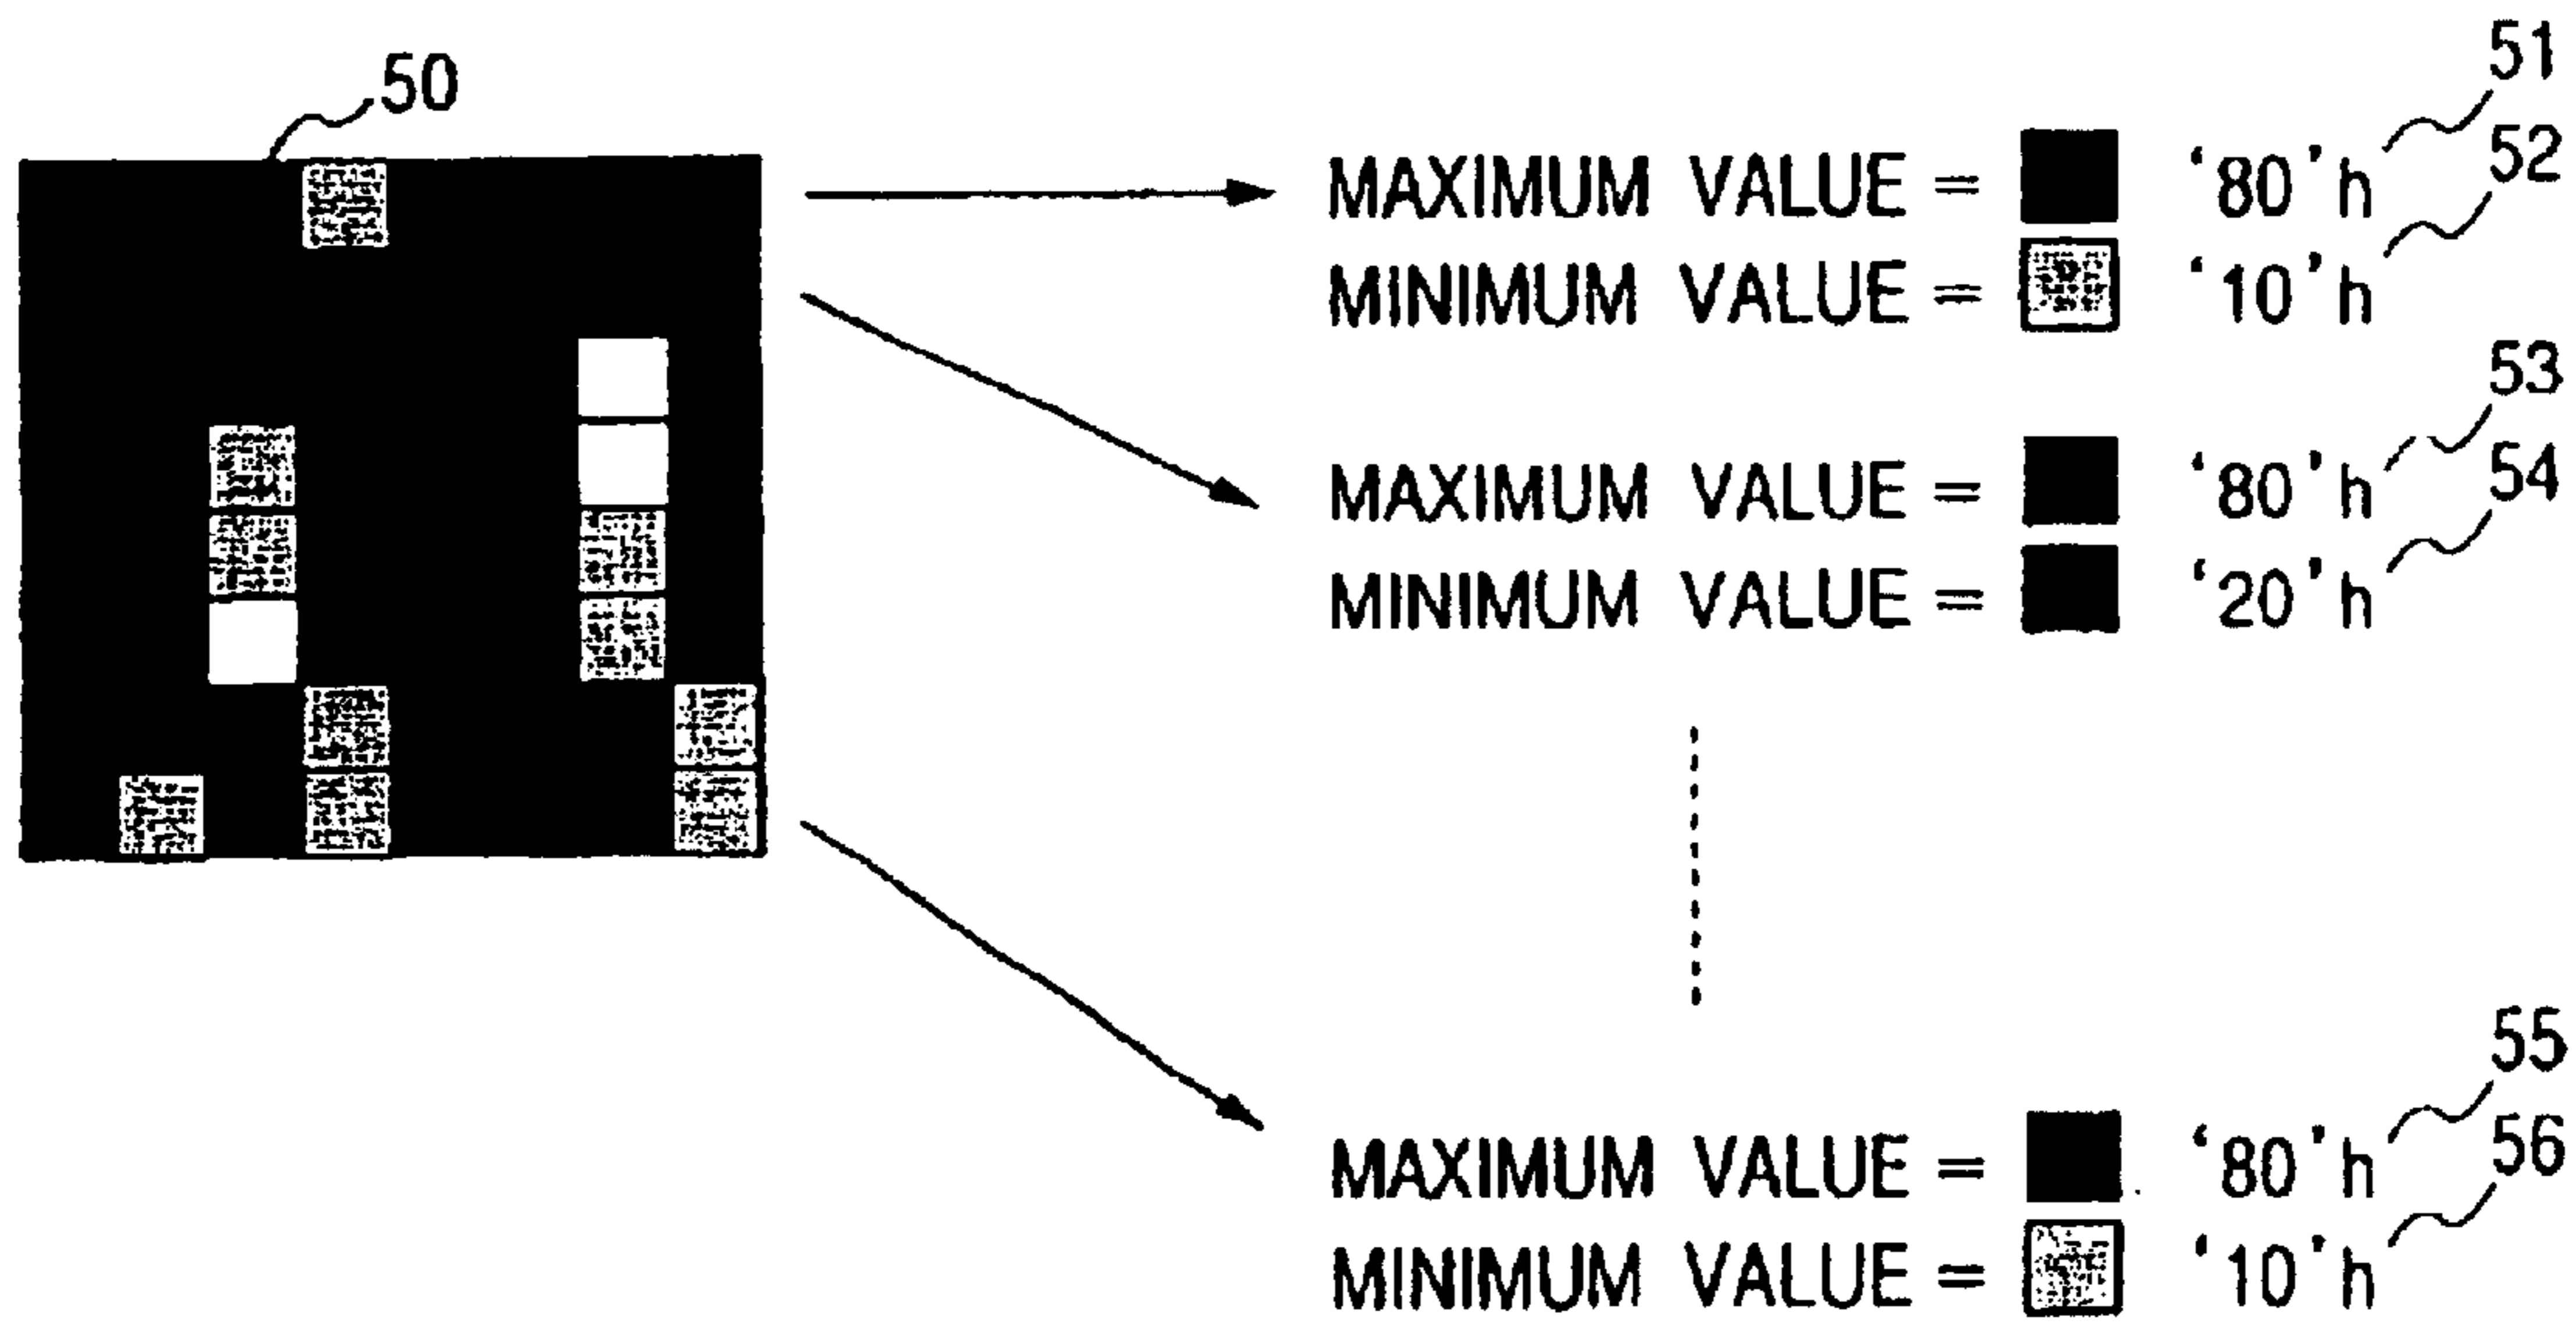 50
51
MAXIMUM VALUE = ‘80’h
52
MINIMUM VALUE = ‘10’h
53
MAXIMUM VALUE = ‘80’h
54
MINIMUM VALUE = ‘20’h
55
MAXIMUM VALUE = ‘80’h
56
MINIMUM VALUE = ‘10’h